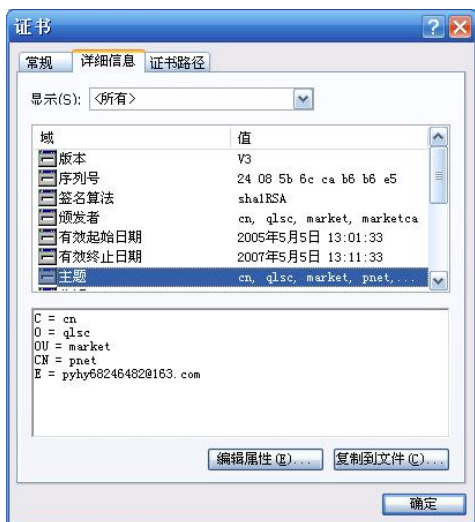 证书
常规 详细信息 证书路径
显示(S): <所有>
域 值
版本 V3
序列号 24 08 5b 6c ca b6 b6 e5
签名算法 sha1RSA
颁发者 cn, qlsc, market, marketca
有效起始日期 2005年5月5日 13:01:33
有效终止日期 2007年5月5日 13:11:33
主题 cn, qlsc, market, pnet,...
C = cn
O = qlsc
OU = market
CN = pnet
E = pyhy68246482@163.com
编辑属性(E)... 复制到文件(C)...
确定